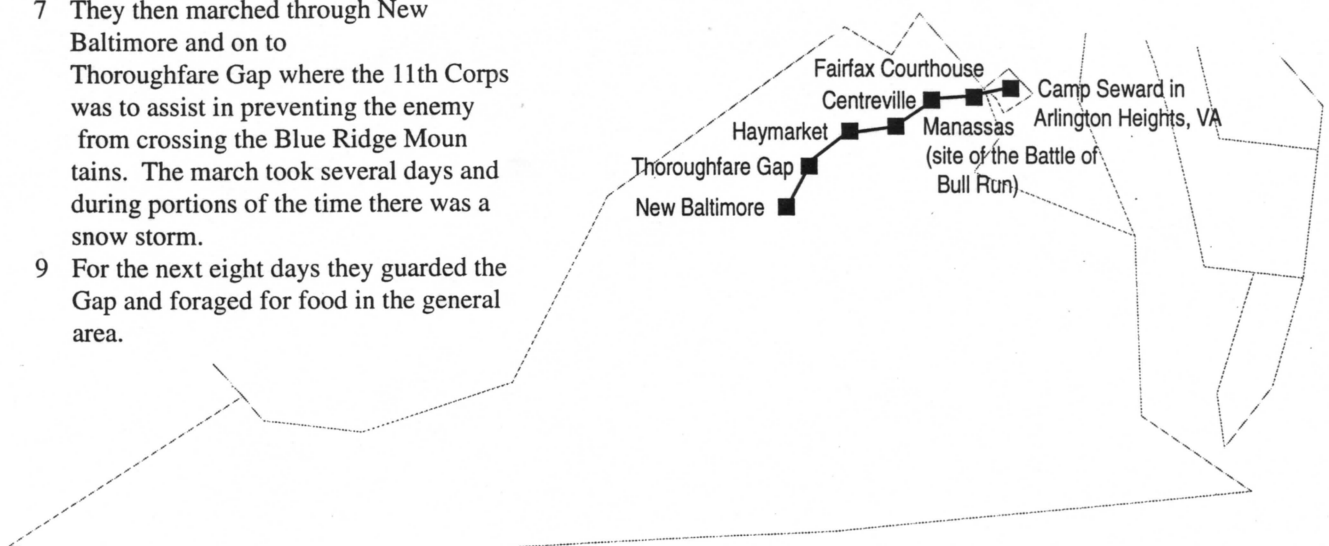 7 They then marched through New
Baltimore and on to
Thoroughfare Gap where the 11th Corps
was to assist in preventing the enemy
from crossing the Blue Ridge Moun
tains. The march took several days and
during portions of the time there was a
snow storm.
9 For the next eight days they guarded the
Gap and foraged for food in the general
area.
Fairfax Courthouse
Centreville
Haymarket
Thoroughfare Gap
New Baltimore
Camp Seward in
Arlington Heights, VA
Manassas
(site of the Battle of
Bull Run)